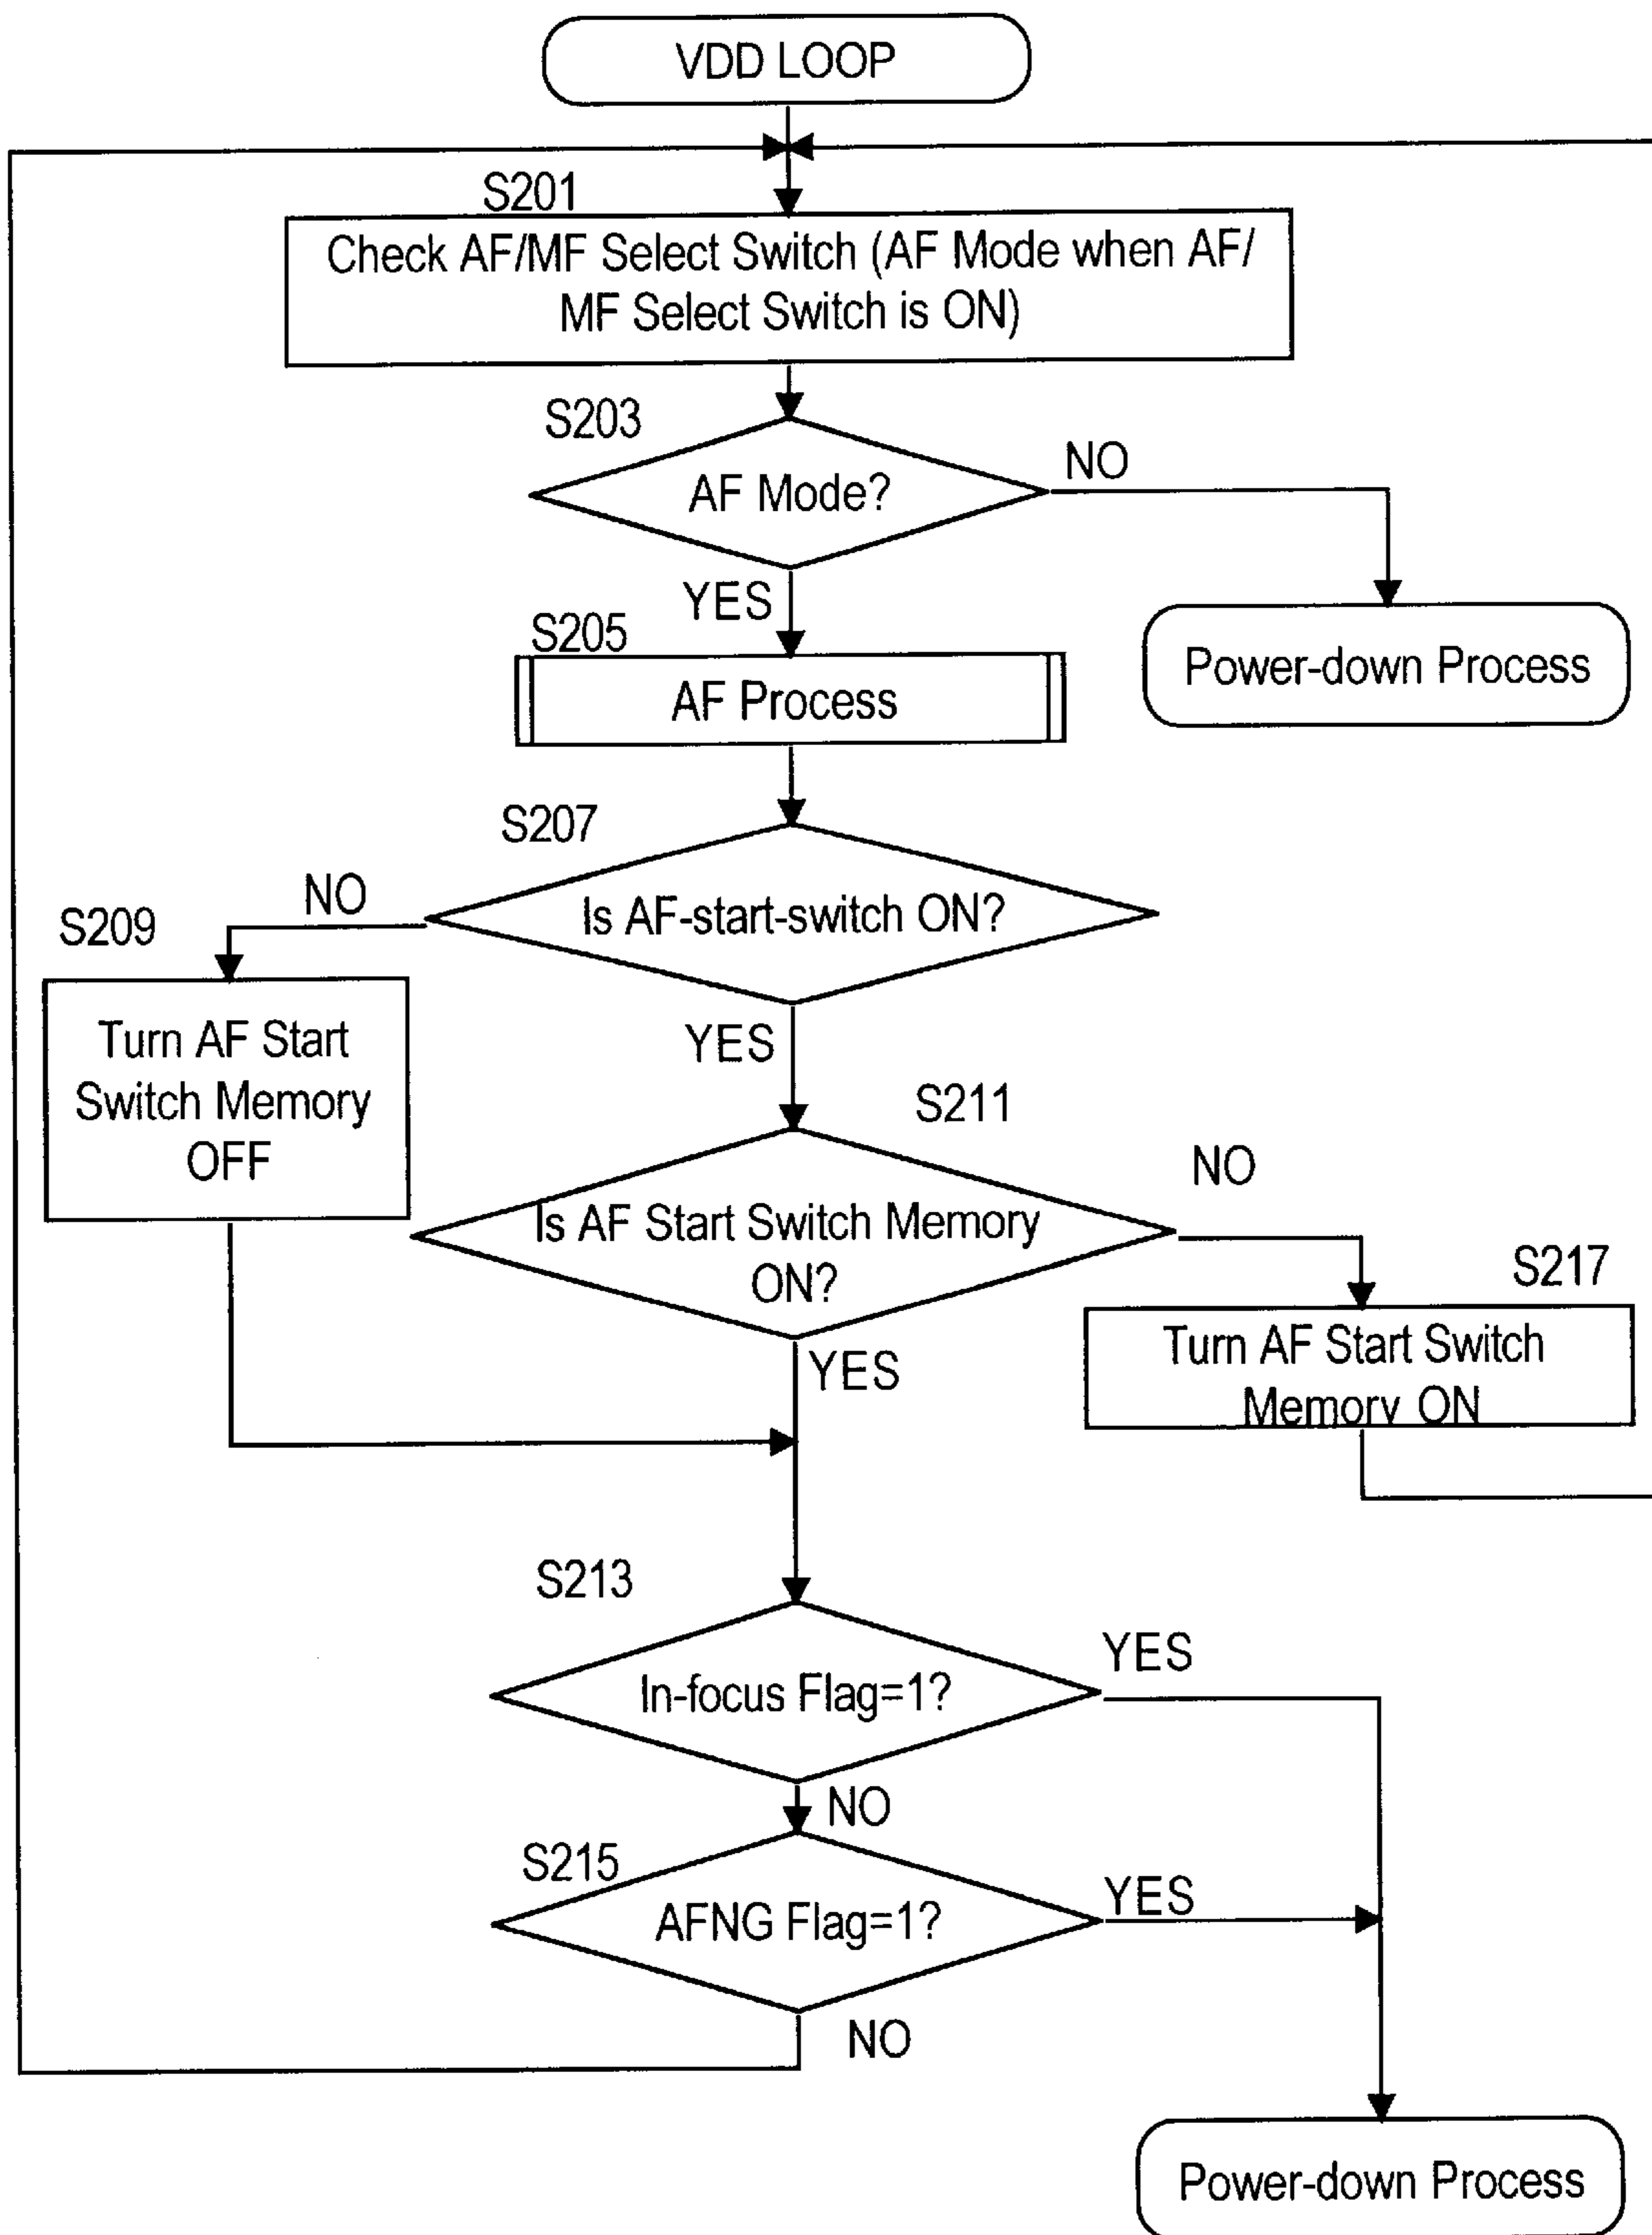 VDD LOOP
S201
Check AF/MF Select Switch (AF Mode when AF/
MF Select Switch is ON)
S203
AF Mode?
NO
YES
Power-down Process
S205
AF Process
S207
Is AF-start-switch ON?
NO
S209
Turn AF Start
Switch Memory
OFF
YES
S211
Is AF Start Switch Memory
ON?
NO
S217
Turn AF Start Switch
Memory ON
YES
S213
In-focus Flag=1?
YES
NO
S215
AFNG Flag=1?
YES
NO
Power-down Process